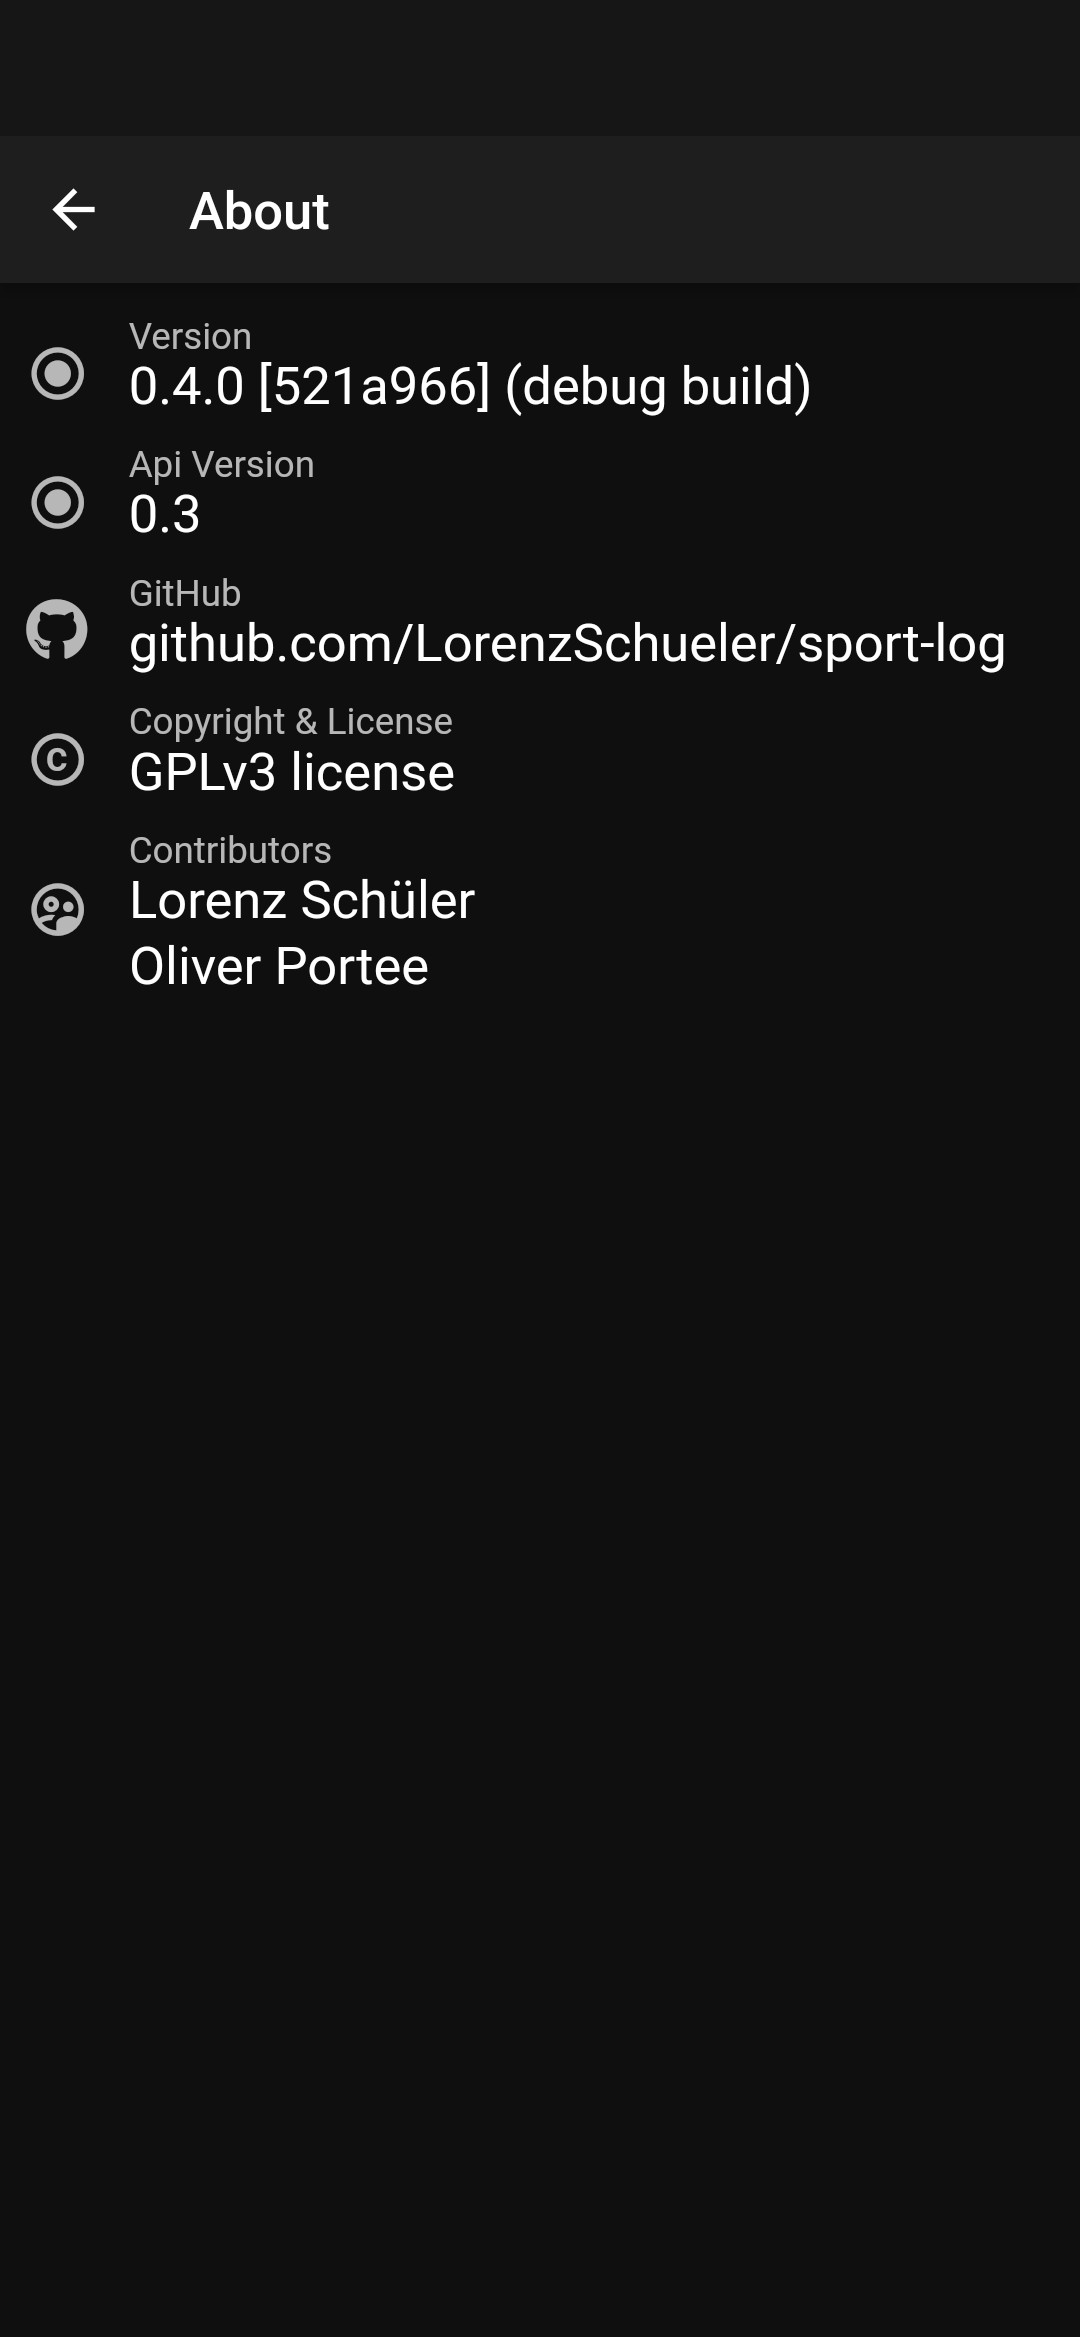 About
Version
0.4.0 [521a966] (debug build)
Api Version
0.3
GitHub
github.com/LorenzSchueler/sport-log
Copyright & License
GPLv3 license
Contributors
Lorenz Schüler
Oliver Portee